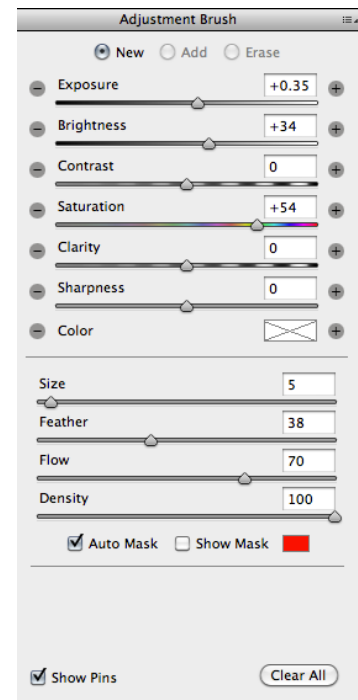 Adjustment Brush
New Add Erase
Exposure +0.35
Brightness +34
Contrast 0
Saturation +54
Clarity 0
Sharpness 0
Color
Size 5
Feather 38
Flow 70
Density 100
Auto Mask Show Mask
Show Pins Clear All